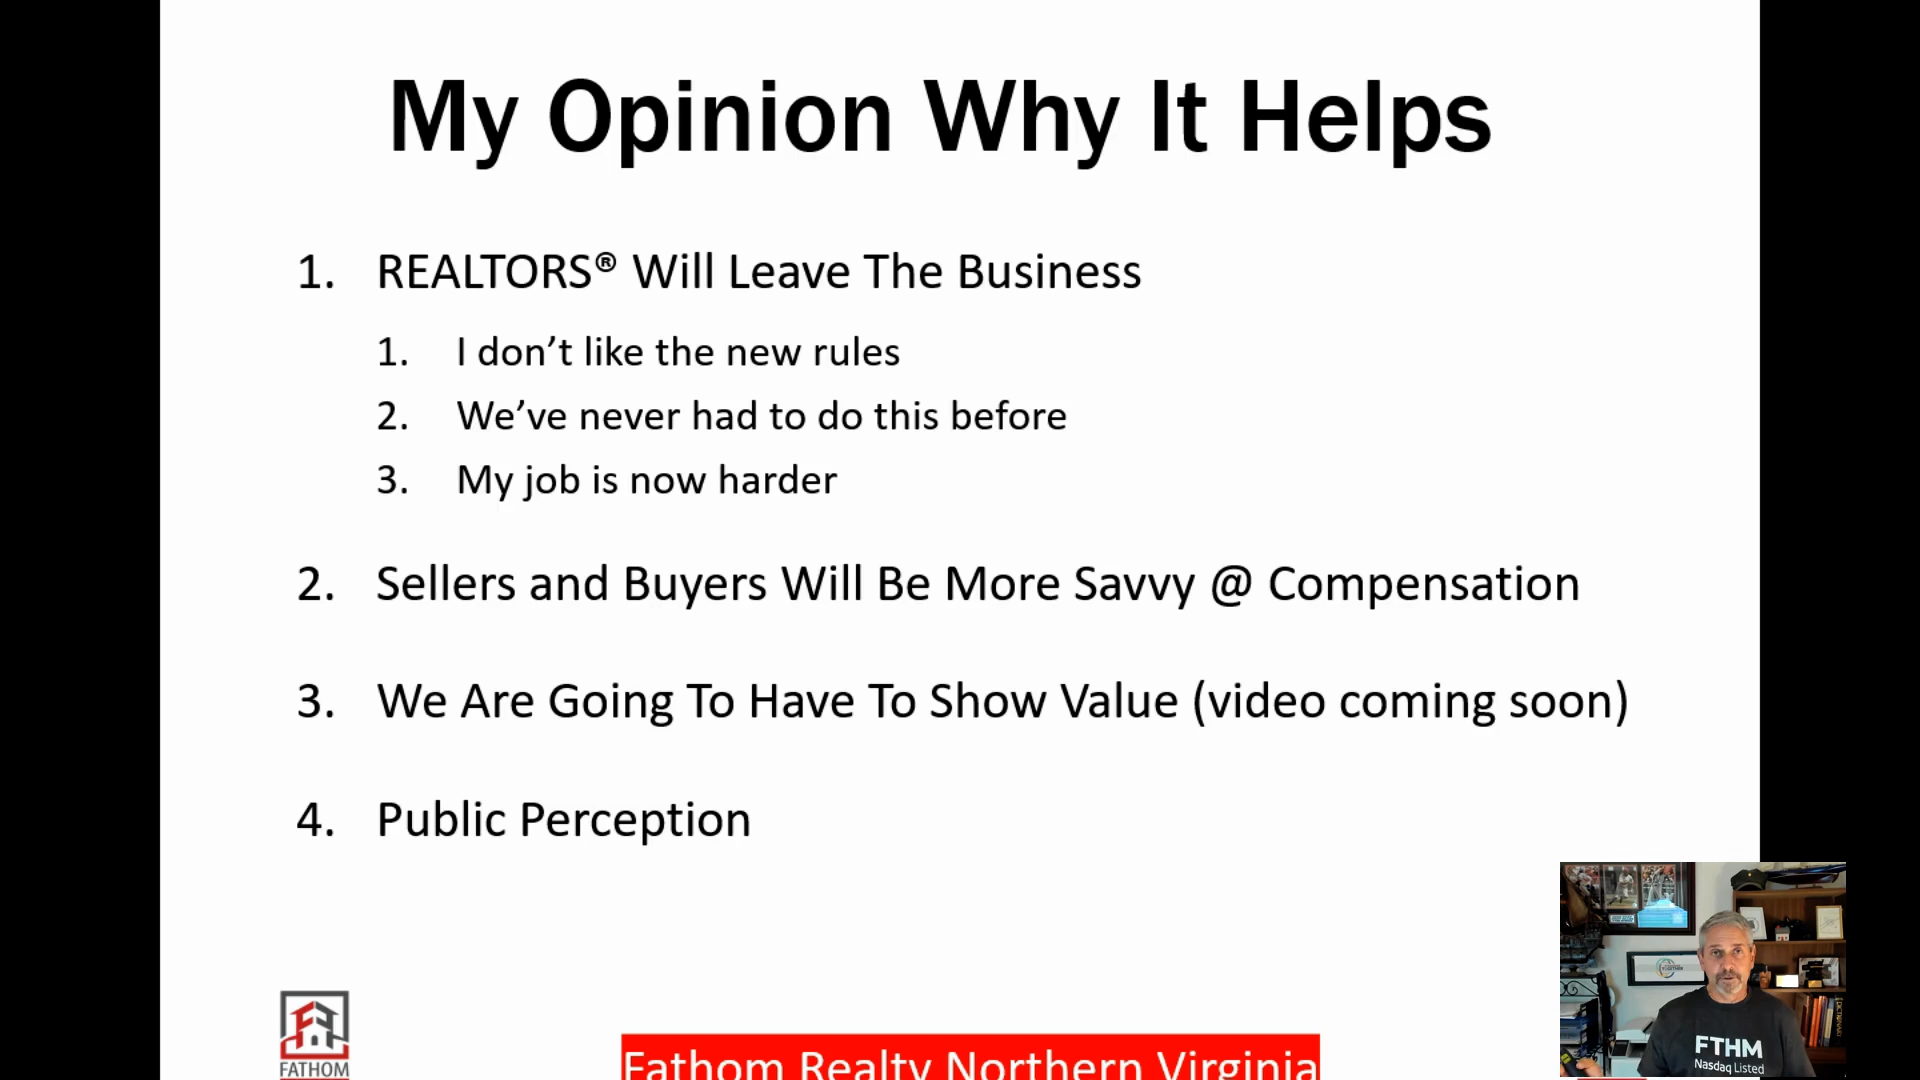 My Opinion Why It Helps
1. REALTORS® Will Leave The Business
1. I don’t like the new rules
2. We’ve never had to do this before
3. My job is now harder
2. Sellers and Buyers Will Be More Savvy @ Compensation
3. We Are Going To Have To Show Value (video coming soon)
4. Public Perception
FATHOM
Fathom Realty Northern Virginia
TOGETHER
FTHM
Nasdaq Listed